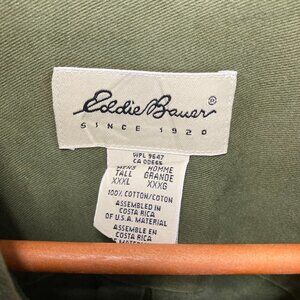 Eddie Bauer®
SINCE 1920
WPL 9647
CA 00566
MENS HOMME
TALL GRANDE
XXXL XXXG
100% COTTON/COTON
ASSEMBLED IN
COSTA RICA
OF U.S.A. MATERIAL
ASSEMBLE EN
COSTA RICA